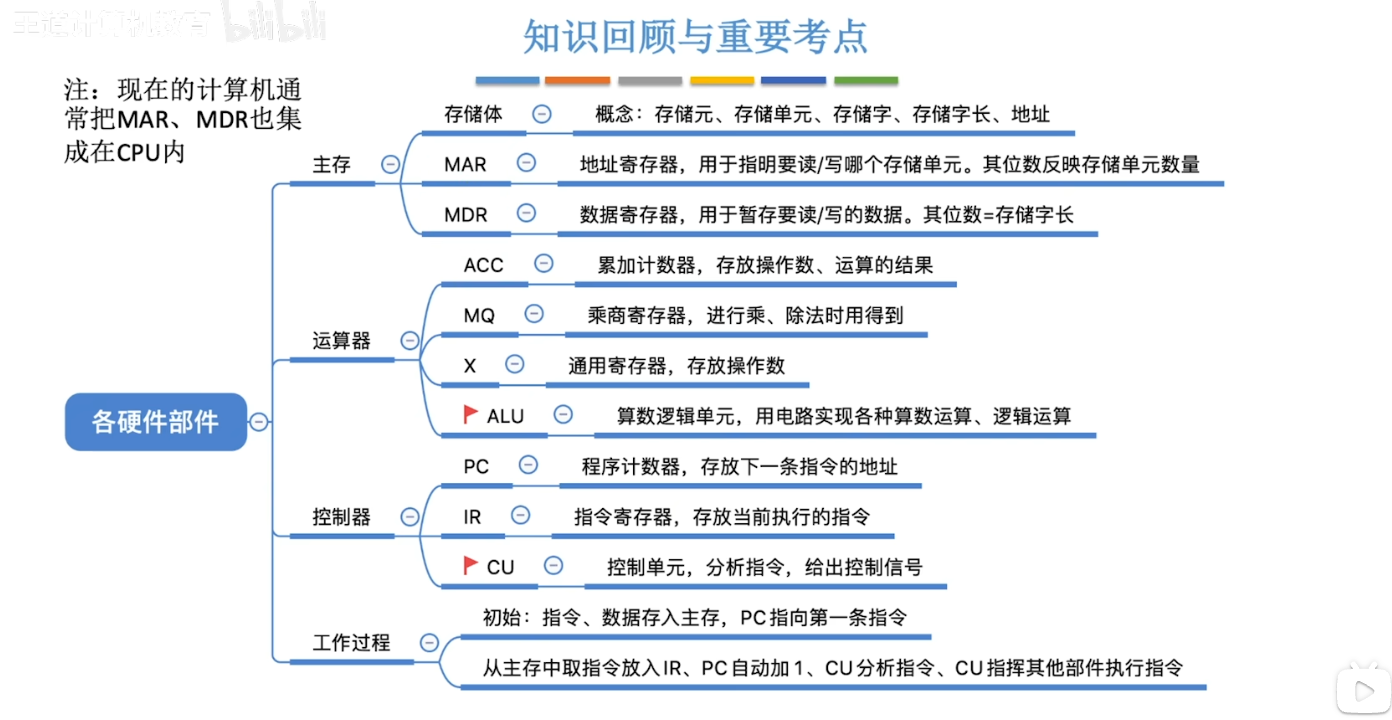 王道计算机教育 bilibili
知识回顾与重要考点
注：现在的计算机通
常把MAR、MDR也集
成在CPU内
各硬件部件
主存
存储体
概念：存储元、存储单元、存储字、存储字长、地址
MAR
地址寄存器，用于指明要读/写哪个存储单元。其位数反映存储单元数量
MDR
数据寄存器，用于暂存要读/写的数据。其位数=存储字长
运算器
ACC
累加计数器，存放操作数、运算的结果
MQ
乘商寄存器，进行乘、除法时用得到
X
通用寄存器，存放操作数
ALU
算数逻辑单元，用电路实现各种算数运算、逻辑运算
控制器
PC
程序计数器，存放下一条指令的地址
IR
指令寄存器，存放当前执行的指令
CU
控制单元，分析指令，给出控制信号
工作过程
初始：指令、数据存入主存，PC指向第一条指令
从主存中取指令放入IR、PC自动加1、CU分析指令、CU指挥其他部件执行指令